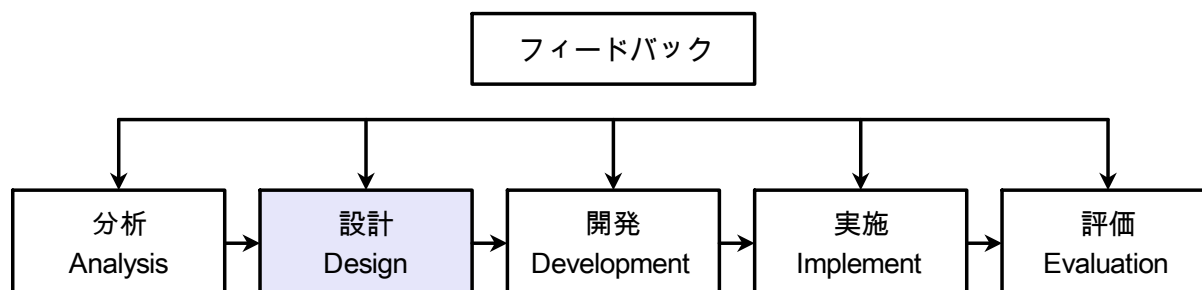 フィードバック
分析
Analysis
設計
Design
開発
Development
実施
Implement
評価
Evaluation